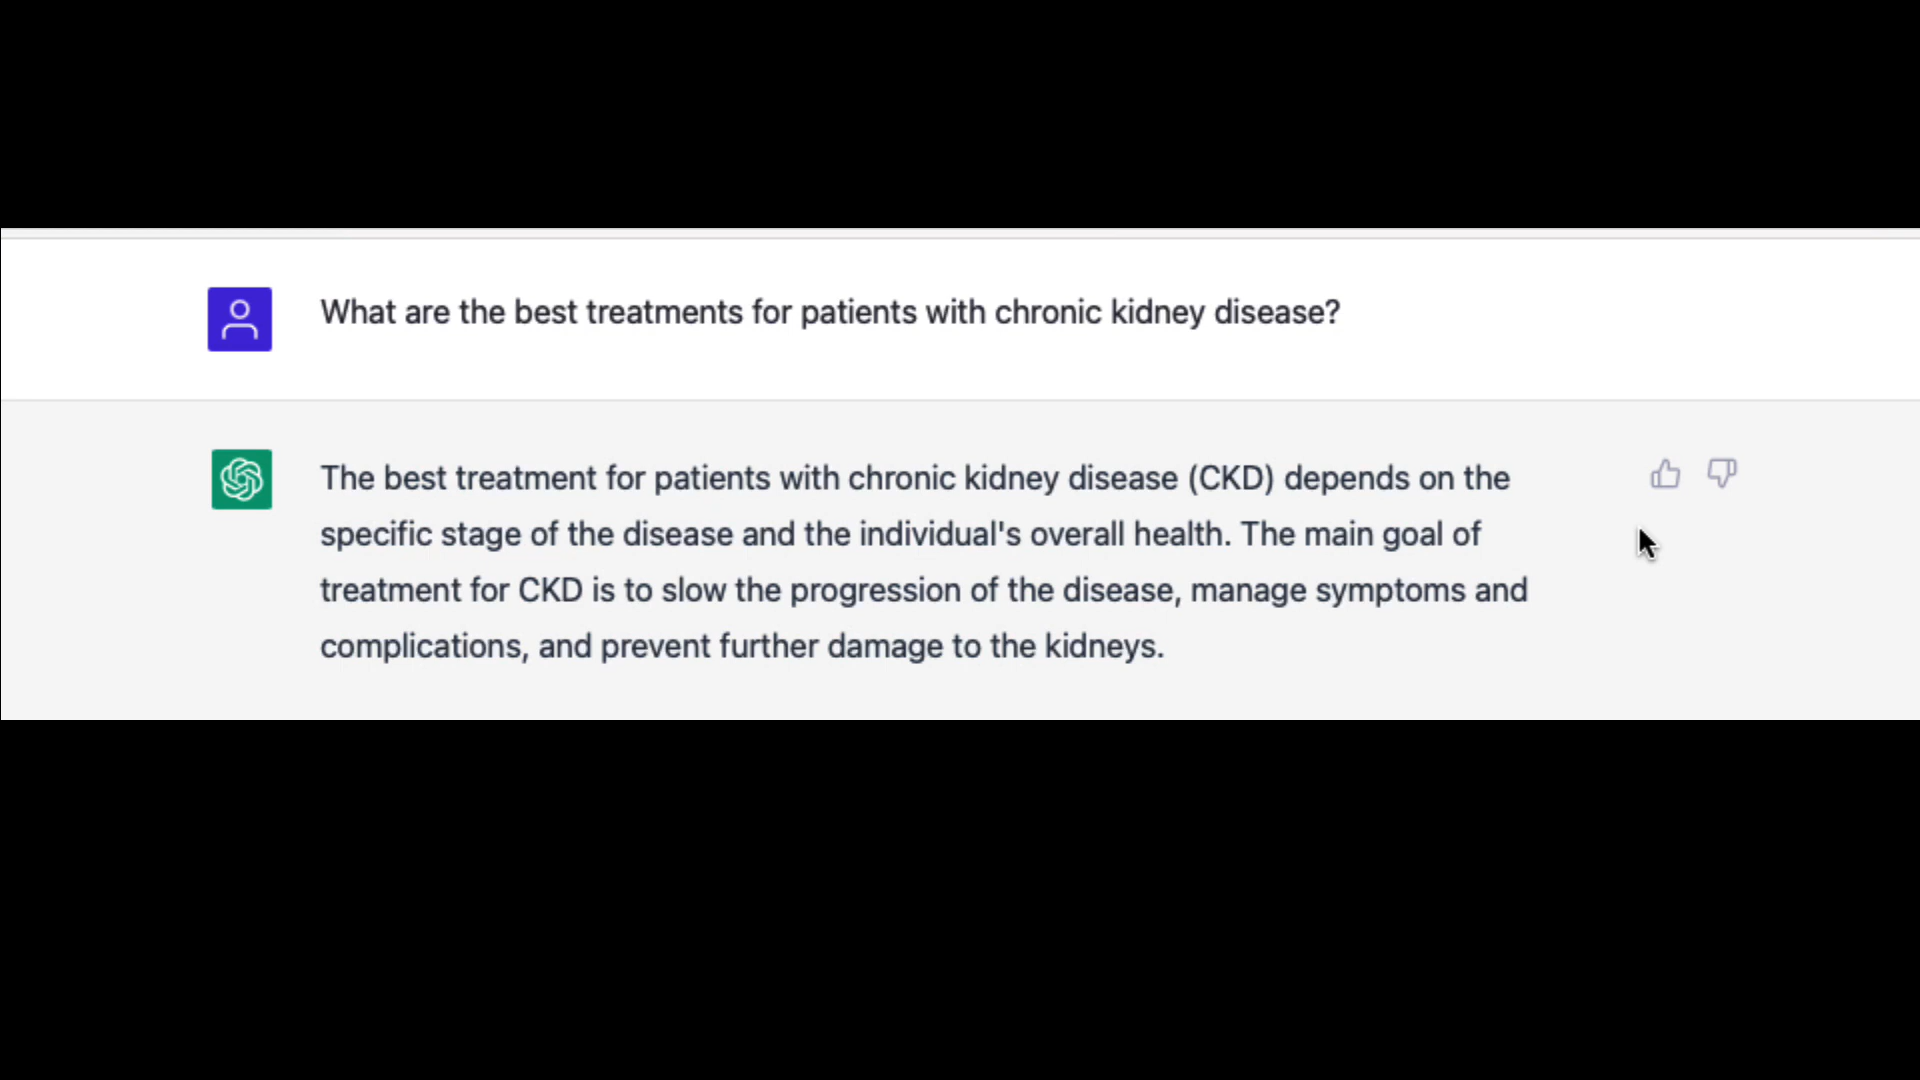 What are the best treatments for patients with chronic kidney disease?
The best treatment for patients with chronic kidney disease (CKD) depends on the
specific stage of the disease and the individual's overall health. The main goal of
treatment for CKD is to slow the progression of the disease, manage symptoms and
complications, and prevent further damage to the kidneys.